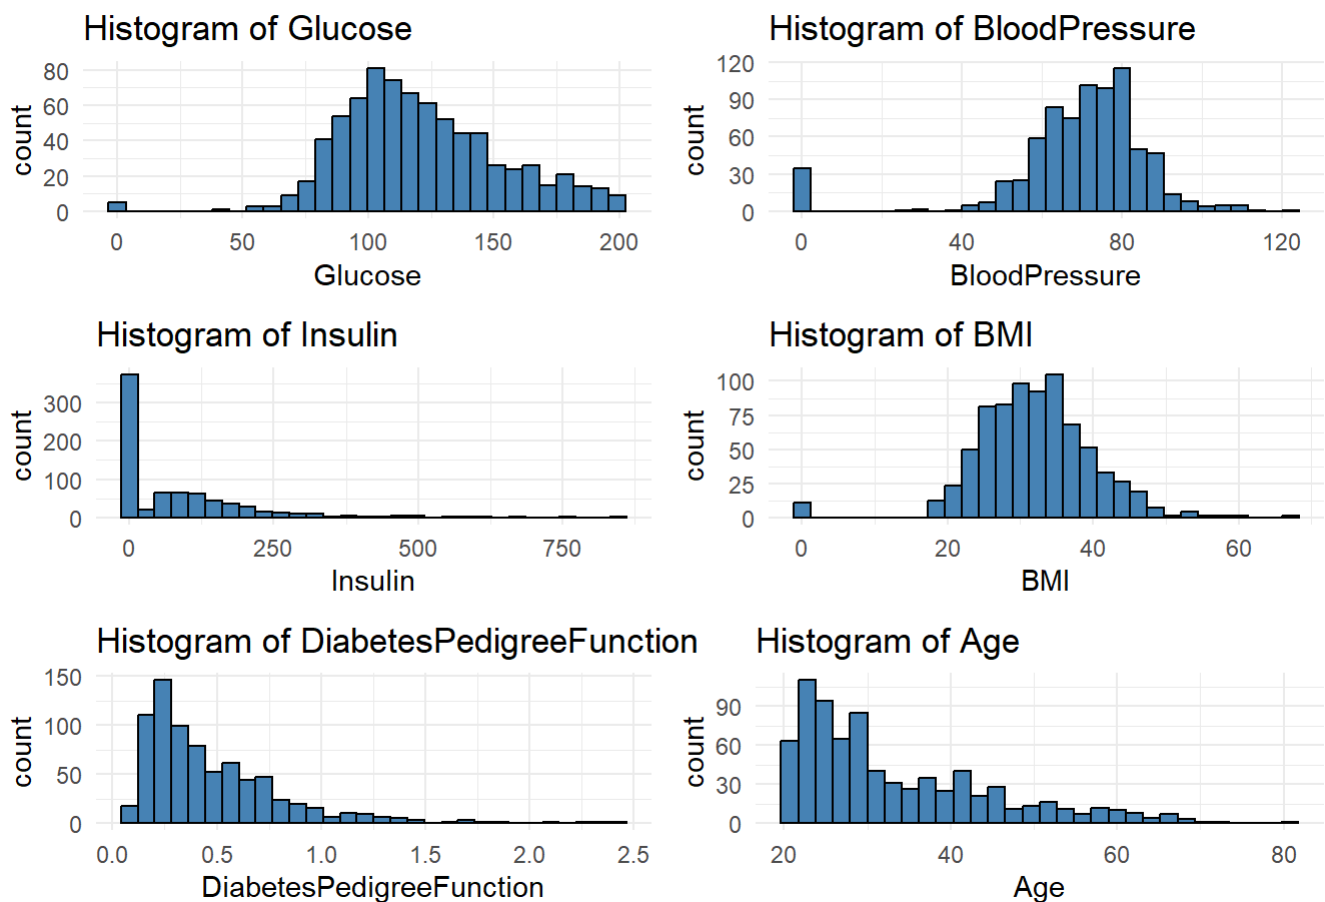 Histogram of Glucose
80
60
40
20
0
count
0 50 100 150 200
Glucose
Histogram of BloodPressure
120
90
60
30
0
count
0 40 80 120
BloodPressure
Histogram of Insulin
300
200
100
0
count
0 250 500 750
Insulin
Histogram of BMI
100
75
50
25
0
count
0 20 40 60
BMI
Histogram of DiabetesPedigreeFunction
150
100
50
0
count
0.0 0.5 1.0 1.5 2.0 2.5
DiabetesPedigreeFunction
Histogram of Age
90
60
30
0
count
20 40 60 80
Age